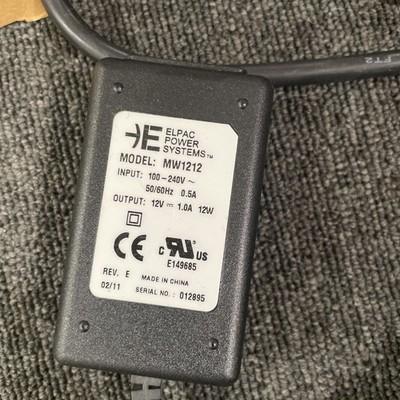 ELPAC
POWER
SYSTEMS™
MODEL: MW1212
INPUT: 100-240V ~
50/60Hz 0.5A
OUTPUT: 12V ⎓ 1.0A 12W
CE
c RU us
E149685
REV. E MADE IN CHINA
02/11 SERIAL NO.: 012895